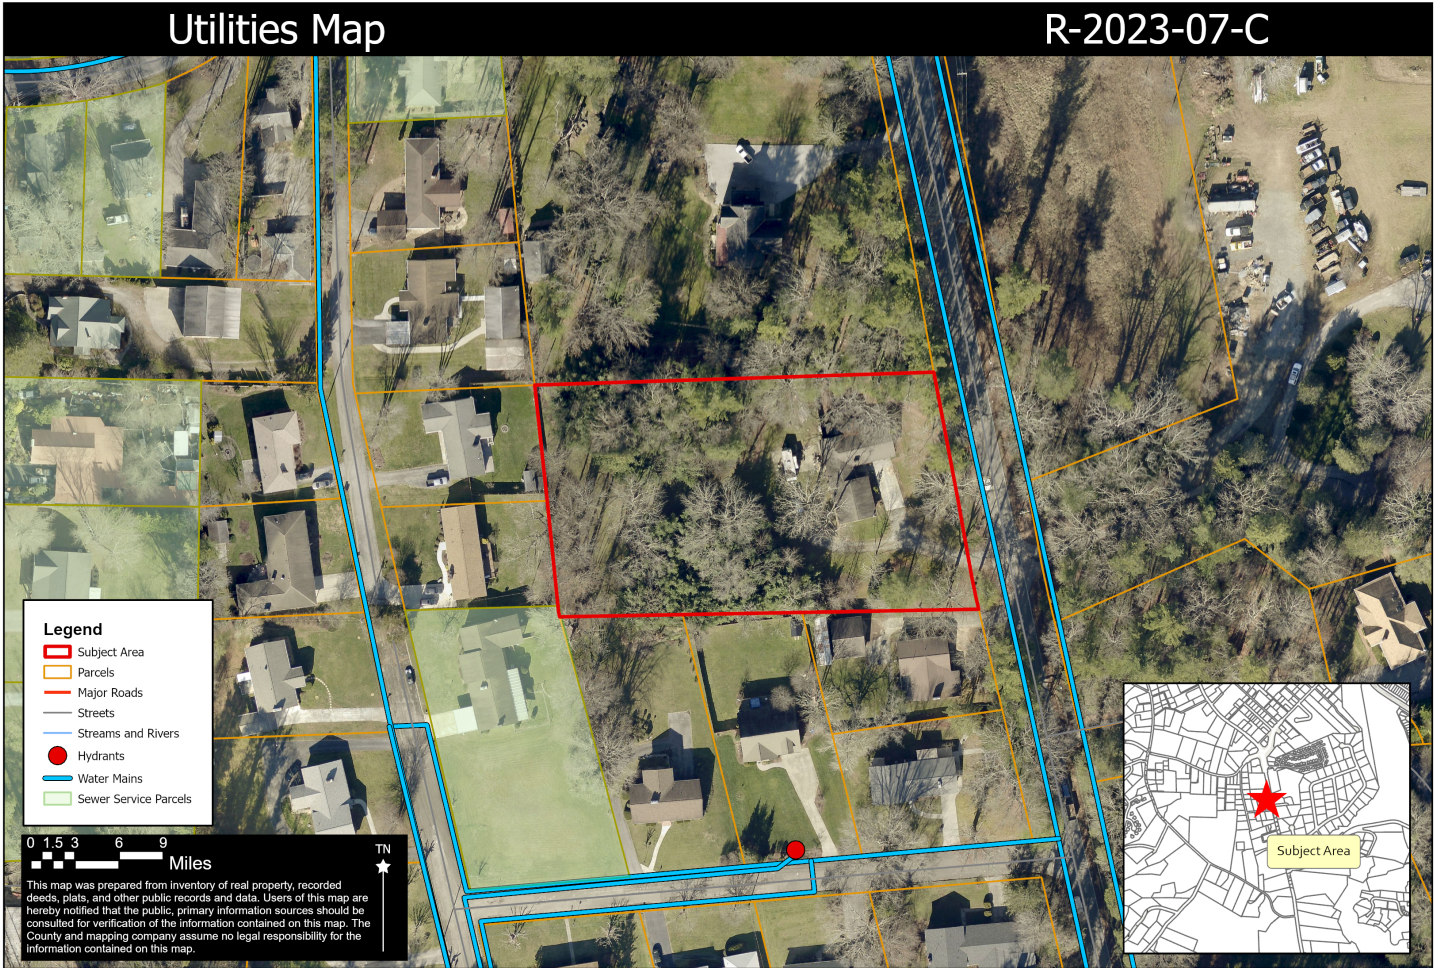 Utilities Map
R-2023-07-C
Legend
Subject Area
Parcels
Major Roads
Streets
Streams and Rivers
Hydrants
Water Mains
Sewer Service Parcels
0 1.5 3 6 9
Miles
TN
This map was prepared from inventory of real property, recorded
deeds, plats, and other public records and data. Users of this map are
hereby notified that the public, primary information sources should be
consulted for verification of the information contained on this map. The
County and mapping company assume no legal responsibility for the
information contained on this map.
Subject Area